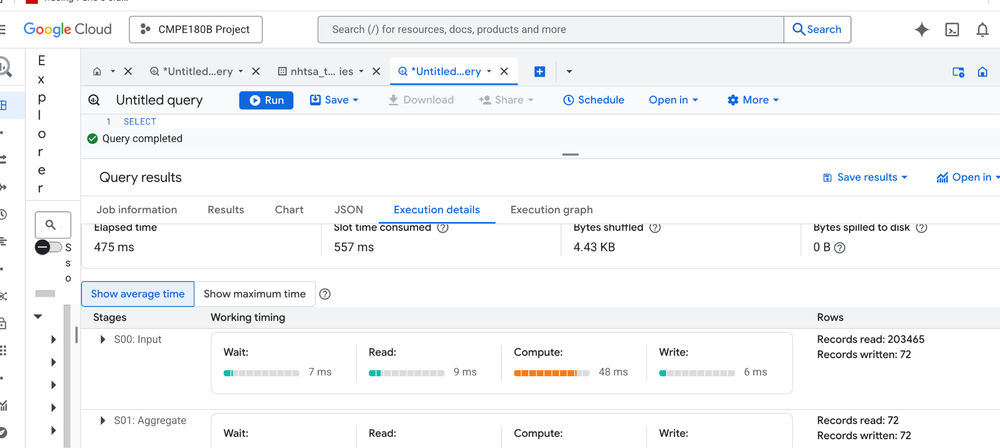 Google Cloud
CMPE180B Project
Search (/) for resources, docs, products and more
Search
E
x
p
l
o
r
e
r
*Untitled...ery
nhtsa_t... ies
*Untitled...ery
Untitled query
Run
Save
Download
Share
Schedule
Open in
More
1 SELECT
Query completed
Query results
Save results
Open in
Job information
Results
Chart
JSON
Execution details
Execution graph
Elapsed time
Slot time consumed
Bytes shuffled
Bytes spilled to disk
475 ms
557 ms
4.43 KB
0 B
S
s
o
Show average time
Show maximum time
Stages
Working timing
Rows
S00: Input
Wait:
7 ms
Read:
9 ms
Compute:
48 ms
Write:
6 ms
Records read: 203465
Records written: 72
S01: Aggregate
Wait:
Read:
Compute:
Write:
Records read: 72
Records written: 72